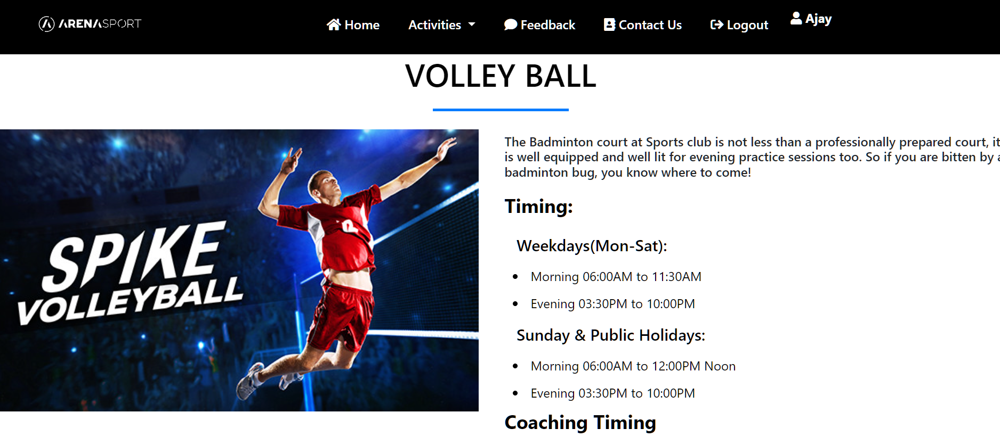 ARENASPORT
Home Activities Feedback Contact Us Logout Ajay
VOLLEY BALL
SPIKE
VOLLEYBALL
The Badminton court at Sports club is not less than a professionally prepared court, it
is well equipped and well lit for evening practice sessions too. So if you are bitten by a
badminton bug, you know where to come!
Timing:
Weekdays(Mon-Sat):
• Morning 06:00AM to 11:30AM
• Evening 03:30PM to 10:00PM
Sunday & Public Holidays:
• Morning 06:00AM to 12:00PM Noon
• Evening 03:30PM to 10:00PM
Coaching Timing